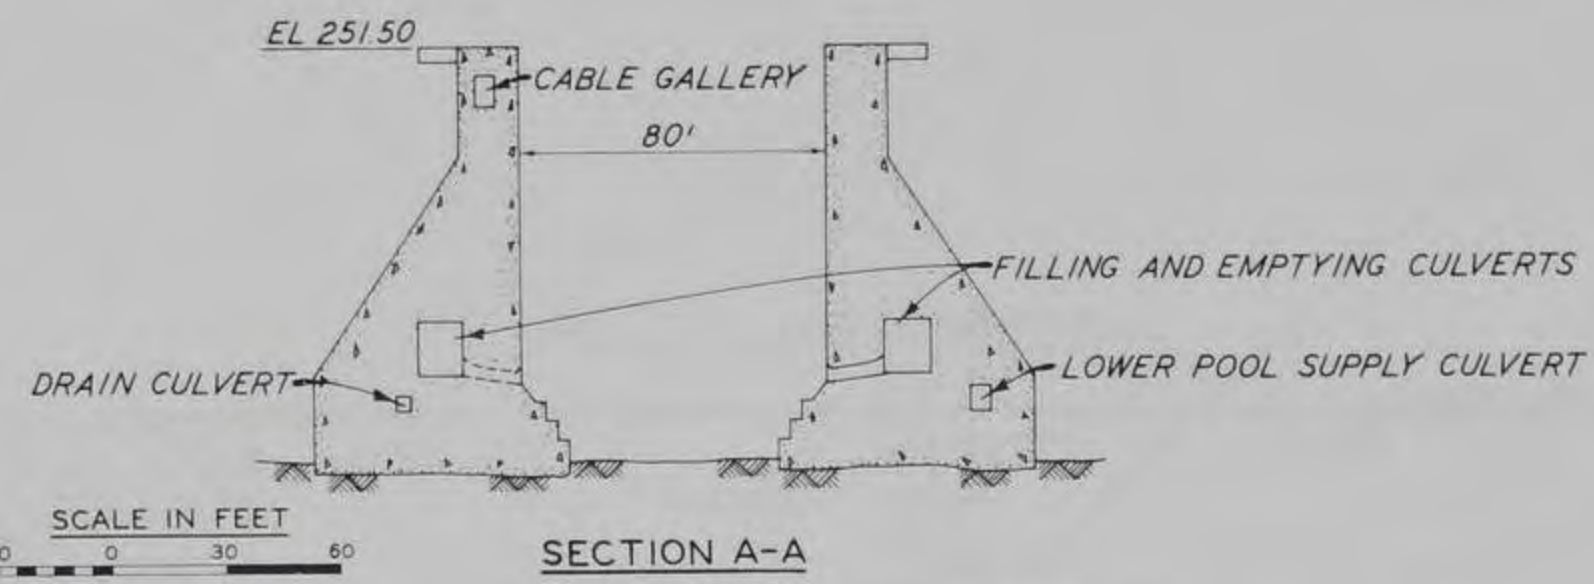 EL 251.50
CABLE GALLERY
80'
FILLING AND EMPTYING CULVERTS
DRAIN CULVERT
LOWER POOL SUPPLY CULVERT
SCALE IN FEET
0 0 30 60
SECTION A-A